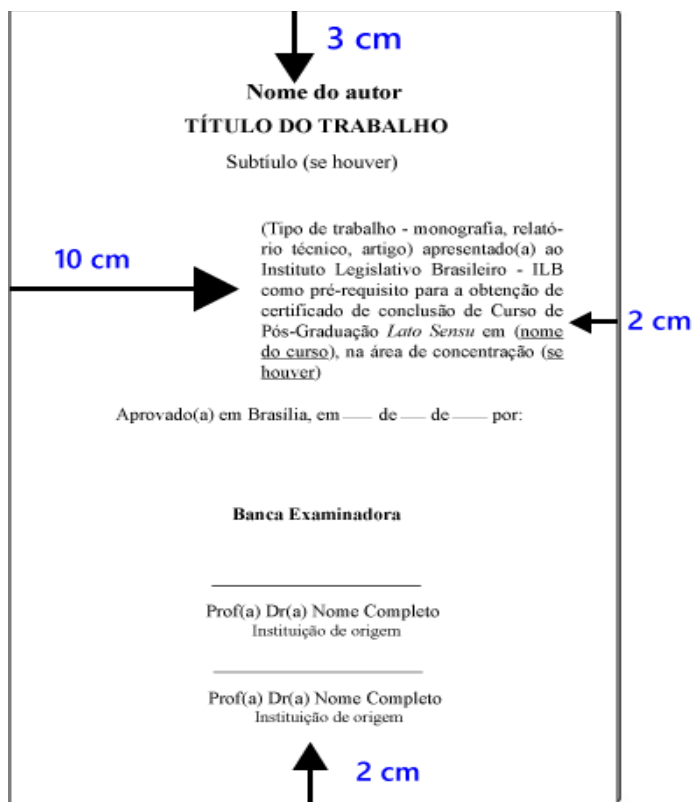 3 cm
Nome do autor
TÍTULO DO TRABALHO
Subtíulo (se houver)
(Tipo de trabalho - monografia, relató-
rio técnico, artigo) apresentado(a) ao
10 cm
Instituto Legislativo Brasileiro - ILB
como pré-requisito para a obtenção de
certificado de conclusão de Curso de
2 cm
Pós-Graduação Lato Sensu em (nome
do curso), na área de concentração (se
houver)
Aprovado(a) em Brasília, em ___ de ___ de ____ por:
Banca Examinadora
Prof(a) Dr(a) Nome Completo
Instituição de origem
Prof(a) Dr(a) Nome Completo
Instituição de origem
2 cm